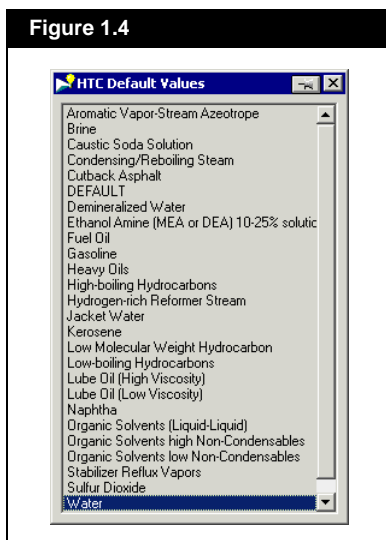 Figure 1.4
HTC Default Values
Aromatic Vapor-Stream Azeotrope
Brine
Caustic Soda Solution
Condensing/Reboiling Steam
Cutback Asphalt
DEFAULT
Demineralized Water
Ethanol Amine (MEA or DEA) 10-25% solutic
Fuel Oil
Gasoline
Heavy Oils
High-boiling Hydrocarbons
Hydrogen-rich Reformer Stream
Jacket Water
Kerosene
Low Molecular Weight Hydrocarbon
Low-boiling Hydrocarbons
Lube Oil (High Viscosity)
Lube Oil (Low Viscosity)
Naphtha
Organic Solvents (Liquid-Liquid)
Organic Solvents high Non-Condensables
Organic Solvents low Non-Condensables
Stabilizer Reflux Vapors
Sulfur Dioxide
Water